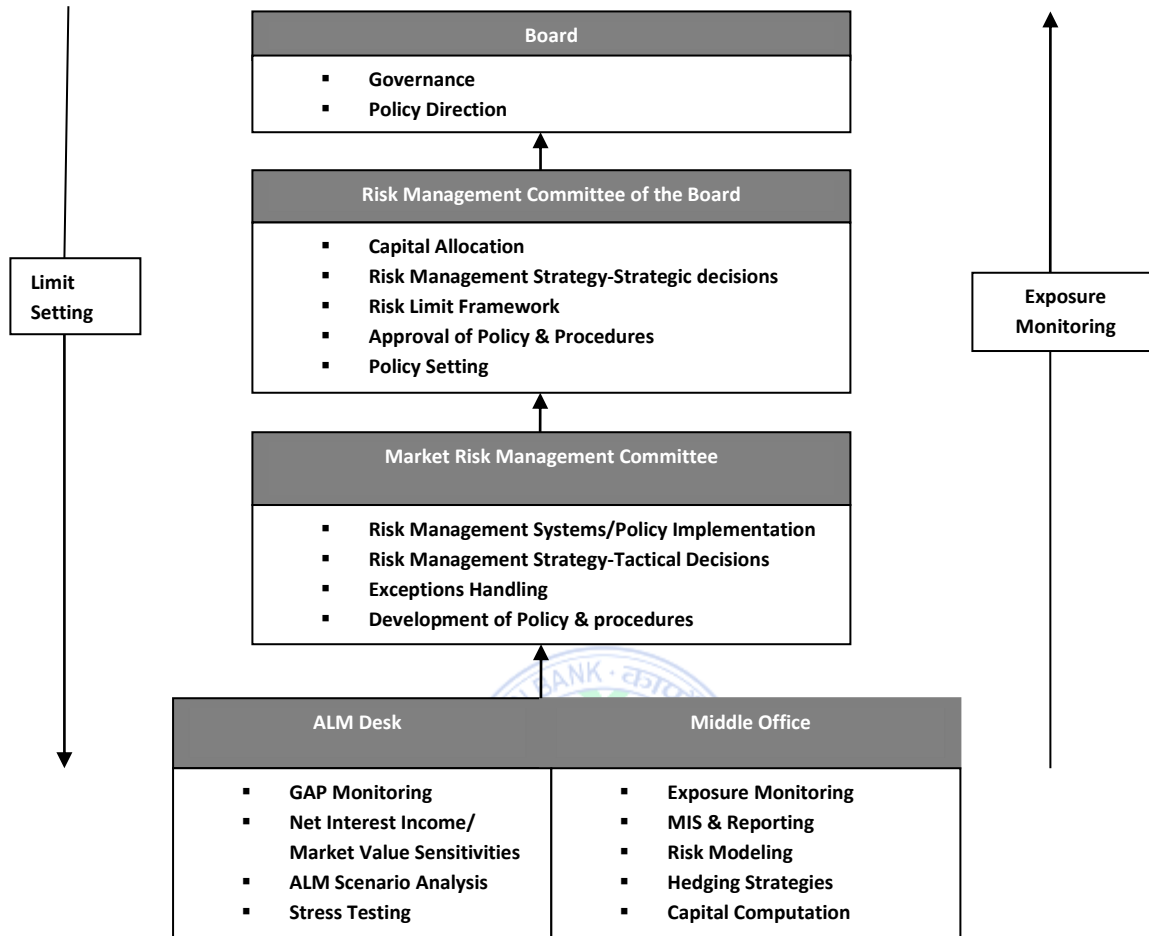 Board
▪ Governance
▪ Policy Direction
Risk Management Committee of the Board
▪ Capital Allocation
▪ Risk Management Strategy-Strategic decisions
▪ Risk Limit Framework
▪ Approval of Policy & Procedures
▪ Policy Setting
Limit
Setting
Exposure
Monitoring
Market Risk Management Committee
▪ Risk Management Systems/Policy Implementation
▪ Risk Management Strategy-Tactical Decisions
▪ Exceptions Handling
▪ Development of Policy & procedures
BANK
ALM Desk
▪ GAP Monitoring
▪ Net Interest Income/
Market Value Sensitivities
▪ ALM Scenario Analysis
▪ Stress Testing
Middle Office
▪ Exposure Monitoring
▪ MIS & Reporting
▪ Risk Modeling
▪ Hedging Strategies
▪ Capital Computation